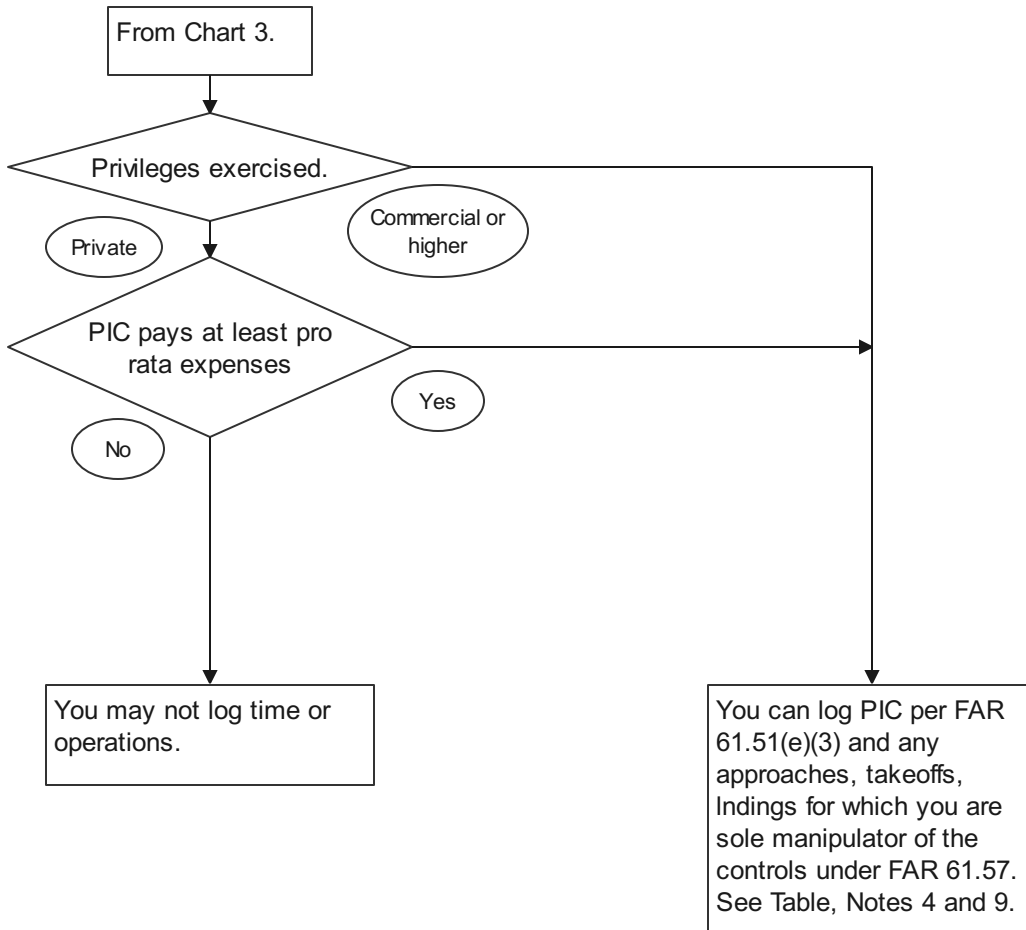 From Chart 3.
Privileges exercised.
Commercial or
higher
Private
PIC pays at least pro
rata expenses
Yes
No
You may not log time or
operations.
You can log PIC per FAR
61.51(e)(3) and any
approaches, takeoffs,
lndings for which you are
sole manipulator of the
controls under FAR 61.57.
See Table, Notes 4 and 9.